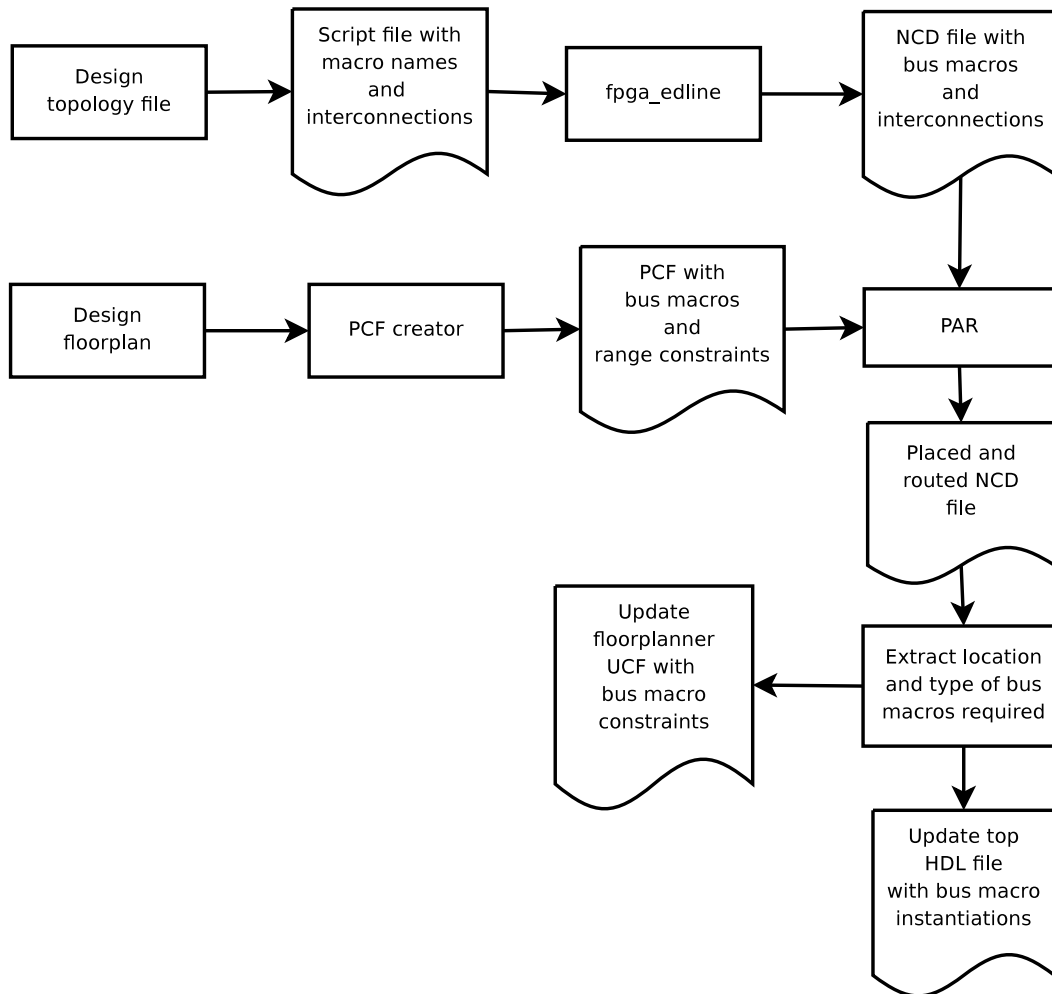 Design
topology file
Script file with
macro names
and
interconnections
fpga_edline
NCD file with
bus macros
and
interconnections
Design
floorplan
PCF creator
PCF with
bus macros
and
range constraints
PAR
Placed and
routed NCD
file
Update
floorplanner
UCF with
bus macro
constraints
Extract location
and type of bus
macros required
Update top
HDL file
with bus macro
instantiations